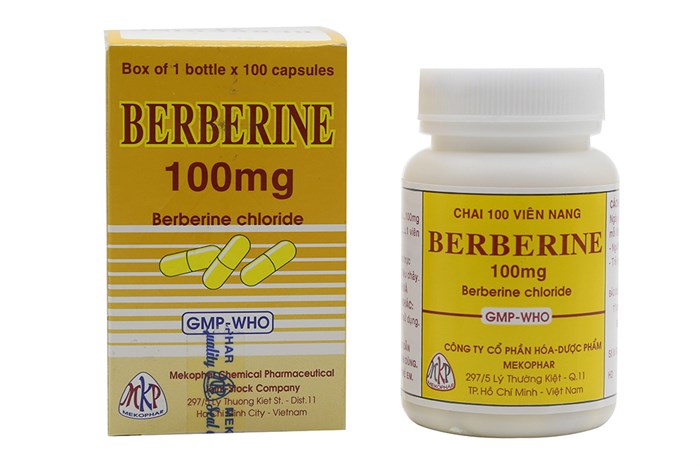 Box of 1 bottle x 100 capsules
BERBERINE
100mg
Berberine chloride
GMP-WHO
Mekophar Chemical Pharmaceutical
Joint-Stock Company
297/5 Ly Thuong Kiet St. - Dist.11
Ho Chi Minh City - Vietnam
MKP
MEKOPHAR
Quality
CHAI 100 VIÊN NANG
BERBERINE
100mg
Berberine chloride
GMP-WHO
CÔNG TY CỔ PHẦN HÓA-DƯỢC PHẨM
MEKOPHAR
297/5 Lý Thường Kiệt - Q.11
TP. Hồ Chí Minh - Việt Nam
MKP
MEKOPHAR